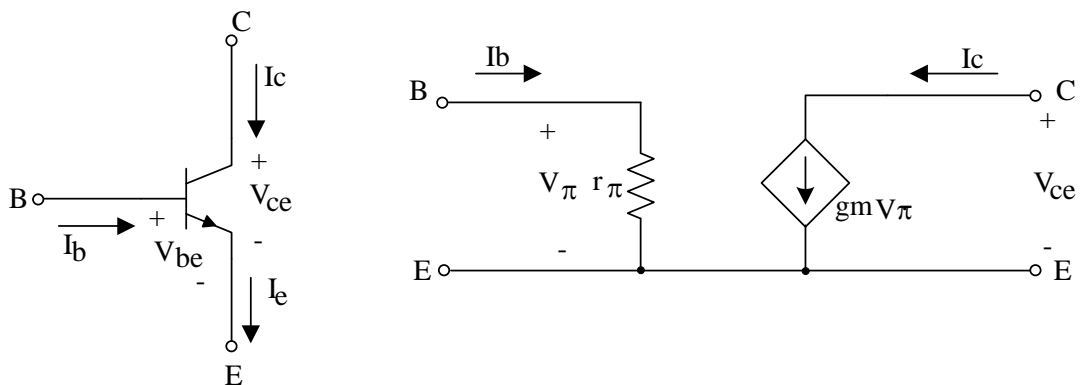 C
Ic
+
Vce
-
B
Ib
+
Vbe
-
Ie
E
Ib
B
+
Vπ
rπ
-
E
gmVπ
Ic
C
+
Vce
-
E